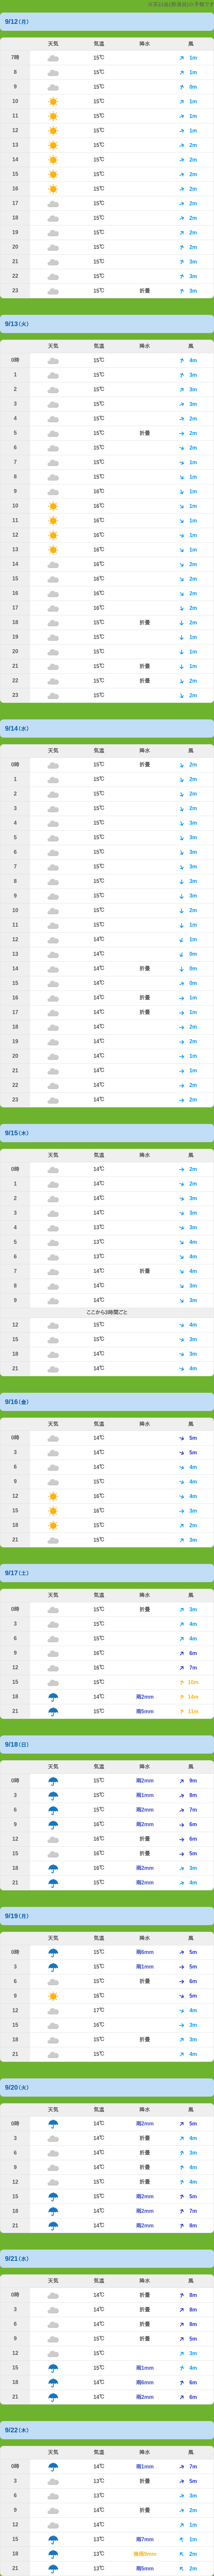 9/12(月)
天気 気温 降水 風
7時 15℃ 1m
8 15℃ 1m
9 15℃ 0m
10 15℃ 1m
11 15℃ 1m
12 15℃ 1m
13 15℃ 2m
14 15℃ 2m
15 15℃ 2m
16 15℃ 2m
17 15℃ 2m
18 15℃ 2m
19 15℃ 2m
20 15℃ 2m
21 15℃ 3m
22 15℃ 3m
23 15℃ 折畳 3m
9/13(火)
天気 気温 降水 風
0時 15℃ 4m
1 15℃ 3m
2 15℃ 3m
3 15℃ 3m
4 15℃ 2m
5 15℃ 折畳 2m
6 15℃ 2m
7 15℃ 1m
8 15℃ 1m
9 16℃ 1m
10 16℃ 1m
11 16℃ 1m
12 16℃ 1m
13 16℃ 1m
14 16℃ 2m
15 16℃ 2m
16 16℃ 2m
17 16℃ 2m
18 15℃ 折畳 2m
19 15℃ 1m
20 15℃ 1m
21 15℃ 折畳 1m
22 15℃ 折畳 2m
23 15℃ 2m
9/14(水)
天気 気温 降水 風
0時 15℃ 折畳 2m
1 15℃ 2m
2 15℃ 2m
3 15℃ 2m
4 15℃ 3m
5 15℃ 3m
6 15℃ 3m
7 15℃ 3m
8 15℃ 3m
9 15℃ 3m
10 15℃ 2m
11 15℃ 1m
12 14℃ 1m
13 14℃ 0m
14 14℃ 折畳 0m
15 14℃ 0m
16 14℃ 折畳 1m
17 14℃ 折畳 1m
18 14℃ 2m
19 14℃ 2m
20 14℃ 1m
21 14℃ 1m
22 14℃ 2m
23 14℃ 2m
9/15(木)
天気 気温 降水 風
0時 14℃ 2m
1 14℃ 2m
2 14℃ 3m
3 14℃ 3m
4 13℃ 3m
5 13℃ 4m
6 13℃ 4m
7 14℃ 折畳 4m
8 14℃ 3m
9 14℃ 3m
ここから3時間ごと
12 15℃ 4m
15 15℃ 3m
18 14℃ 3m
21 14℃ 4m
9/16(金)
天気 気温 降水 風
0時 14℃ 5m
3 14℃ 5m
6 14℃ 4m
9 15℃ 4m
12 16℃ 4m
15 16℃ 3m
18 15℃ 2m
21 14℃ 3m
9/17(土)
天気 気温 降水 風
0時 15℃ 折畳 3m
3 15℃ 4m
6 15℃ 4m
9 16℃ 6m
12 16℃ 7m
15 15℃ 10m
18 14℃ 雨2mm 14m
21 15℃ 雨5mm 11m
9/18(日)
天気 気温 降水 風
0時 15℃ 雨2mm 9m
3 15℃ 雨1mm 8m
6 15℃ 雨2mm 7m
9 16℃ 雨2mm 6m
12 16℃ 折畳 6m
15 16℃ 折畳 5m
18 16℃ 雨2mm 3m
21 15℃ 雨2mm 4m
9/19(月)
天気 気温 降水 風
0時 15℃ 雨6mm 5m
3 15℃ 雨1mm 5m
6 15℃ 折畳 6m
9 16℃ 5m
12 17℃ 4m
15 16℃ 3m
18 15℃ 折畳 3m
21 15℃ 4m
9/20(火)
天気 気温 降水 風
0時 14℃ 雨2mm 5m
3 14℃ 折畳 4m
6 14℃ 折畳 3m
9 14℃ 折畳 4m
12 14℃ 折畳 4m
15 14℃ 雨2mm 5m
18 14℃ 雨2mm 7m
21 14℃ 雨2mm 8m
9/21(水)
天気 気温 降水 風
0時 14℃ 折畳 8m
3 14℃ 折畳 8m
6 14℃ 折畳 8m
9 15℃ 折畳 5m
12 15℃ 3m
15 14℃ 雨1mm 4m
18 14℃ 雨6mm 6m
21 14℃ 雨2mm 6m
9/22(木)
天気 気温 降水 風
0時 14℃ 雨1mm 7m
3 13℃ 折畳 5m
6 13℃ 3m
9 14℃ 折畳 2m
12 14℃ 1m
15 13℃ 雨7mm 1m
18 13℃ 2m
21 13℃ 雨5mm 2m